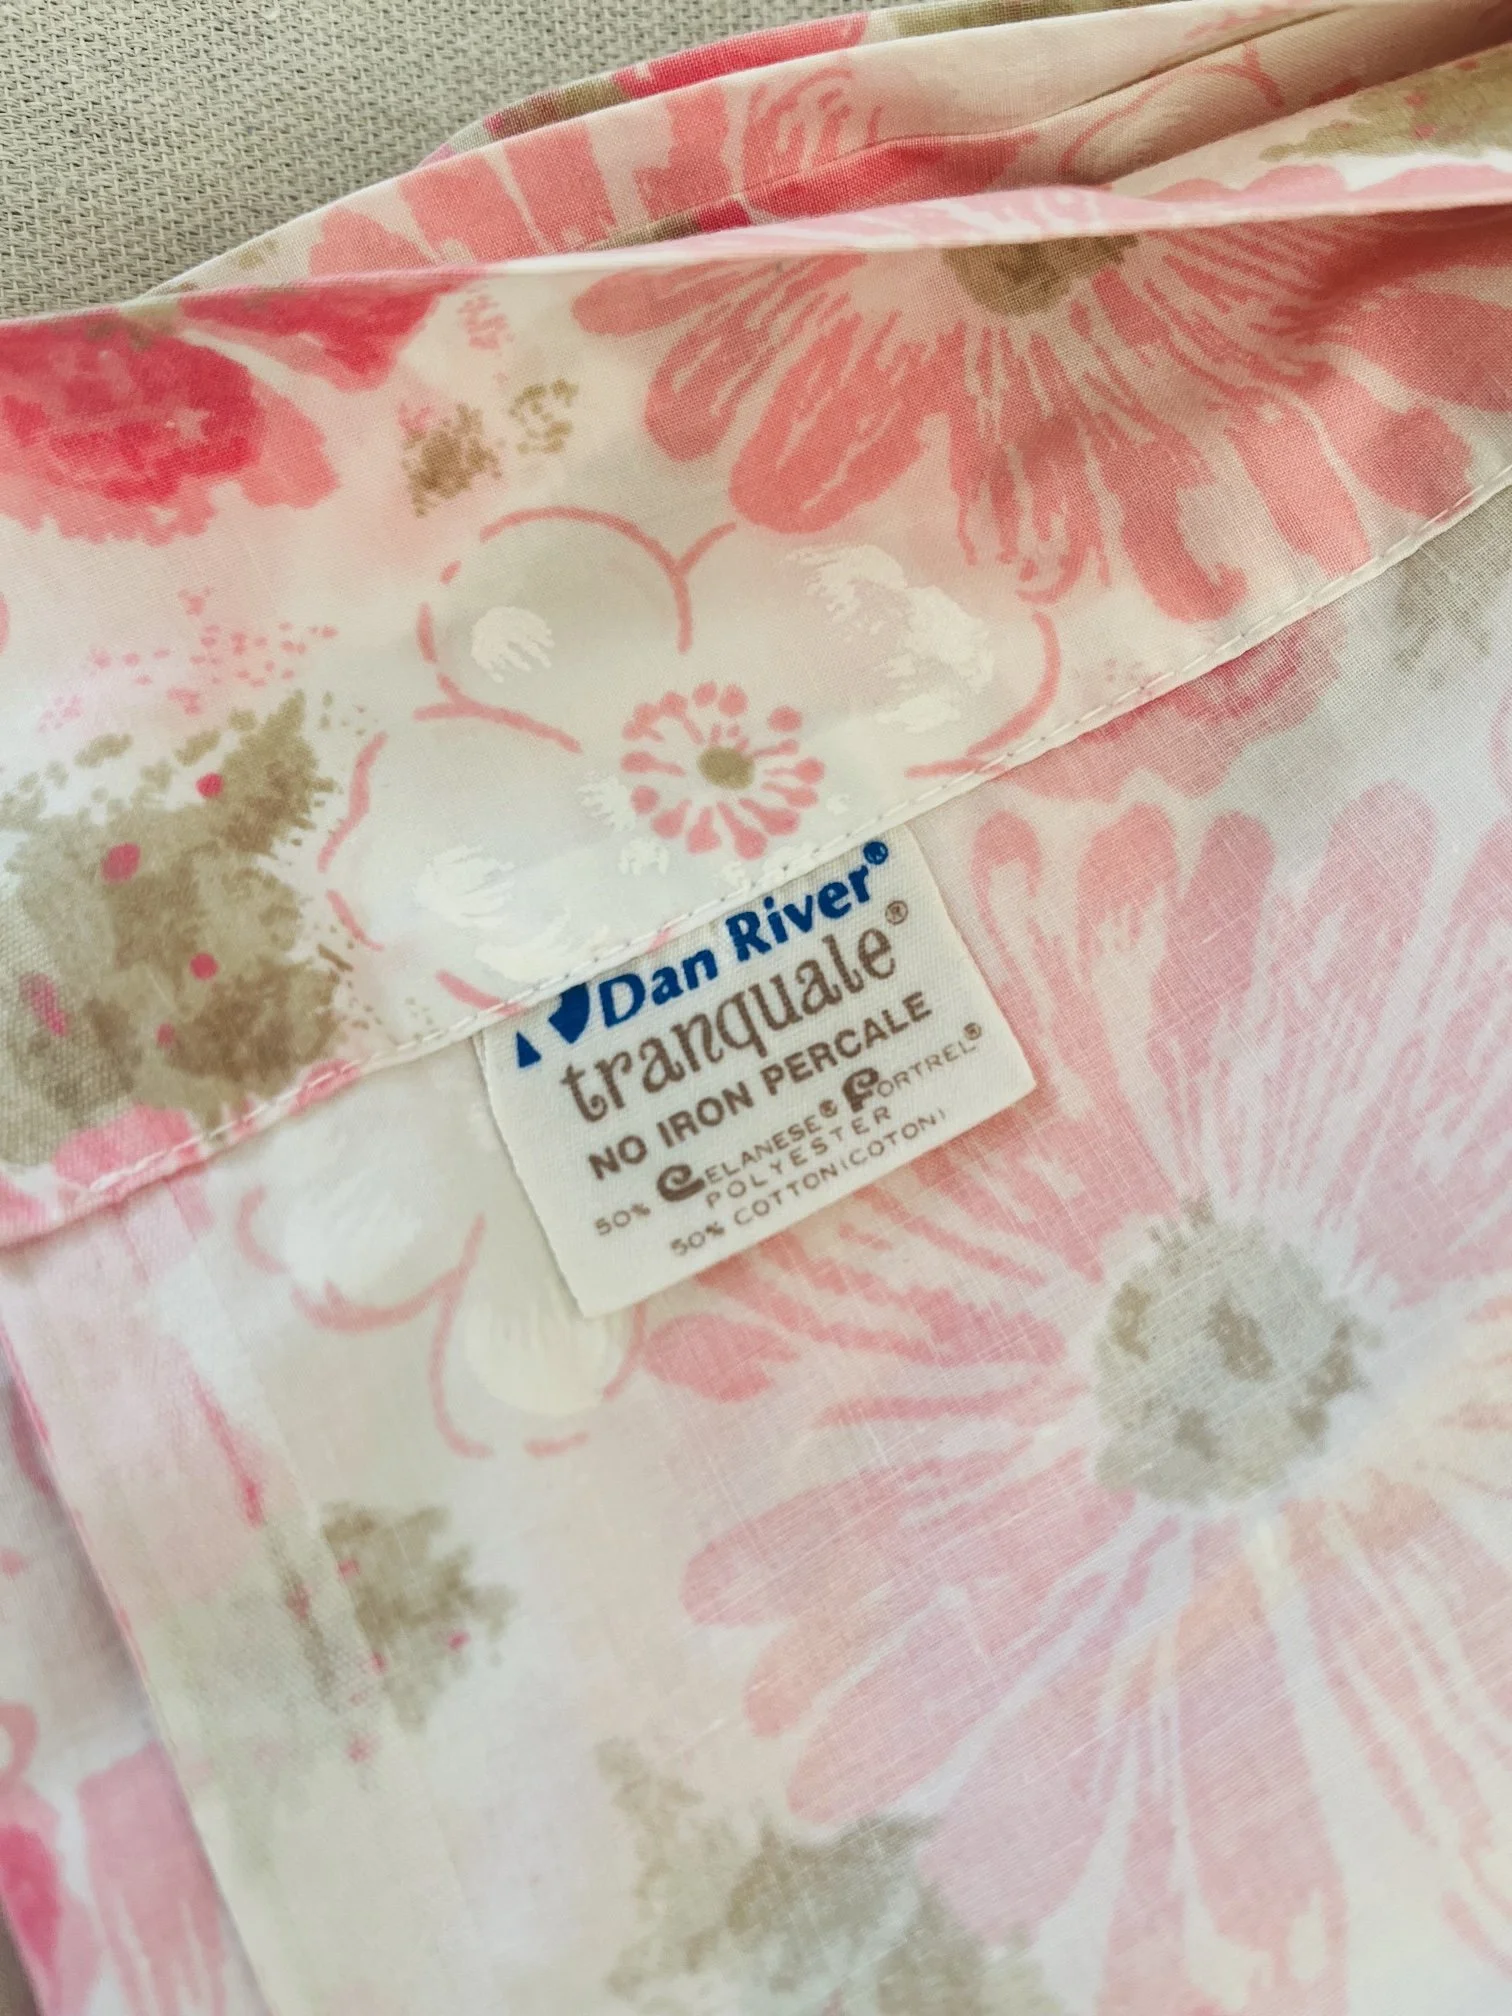 Dan River®
tranquale®
NO IRON PERCALE
50% CELANESE® FORTREL®
POLYESTER
50% COTTON (COTON)